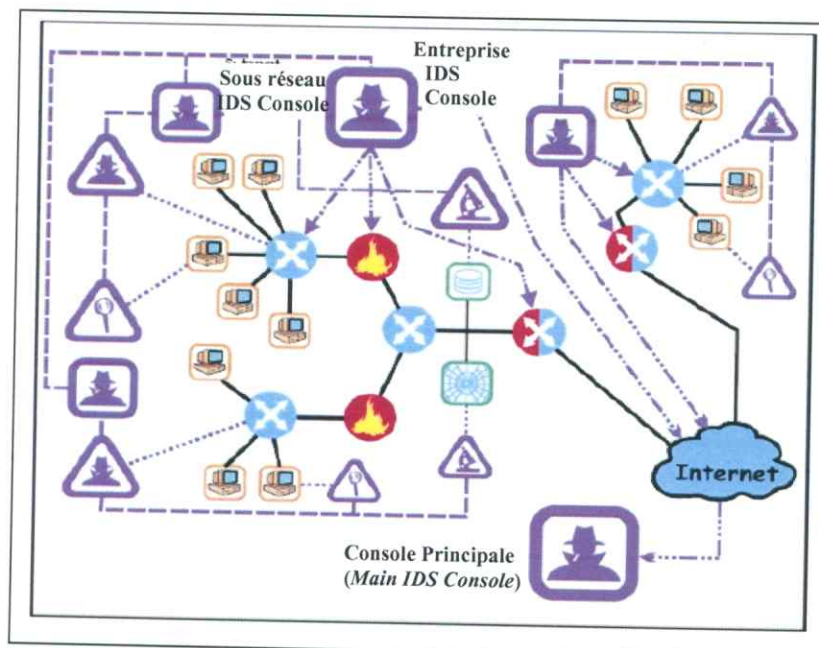 Sous réseau
IDS Console
Entreprise
IDS
Console
Internet
Console Principale
(Main IDS Console)